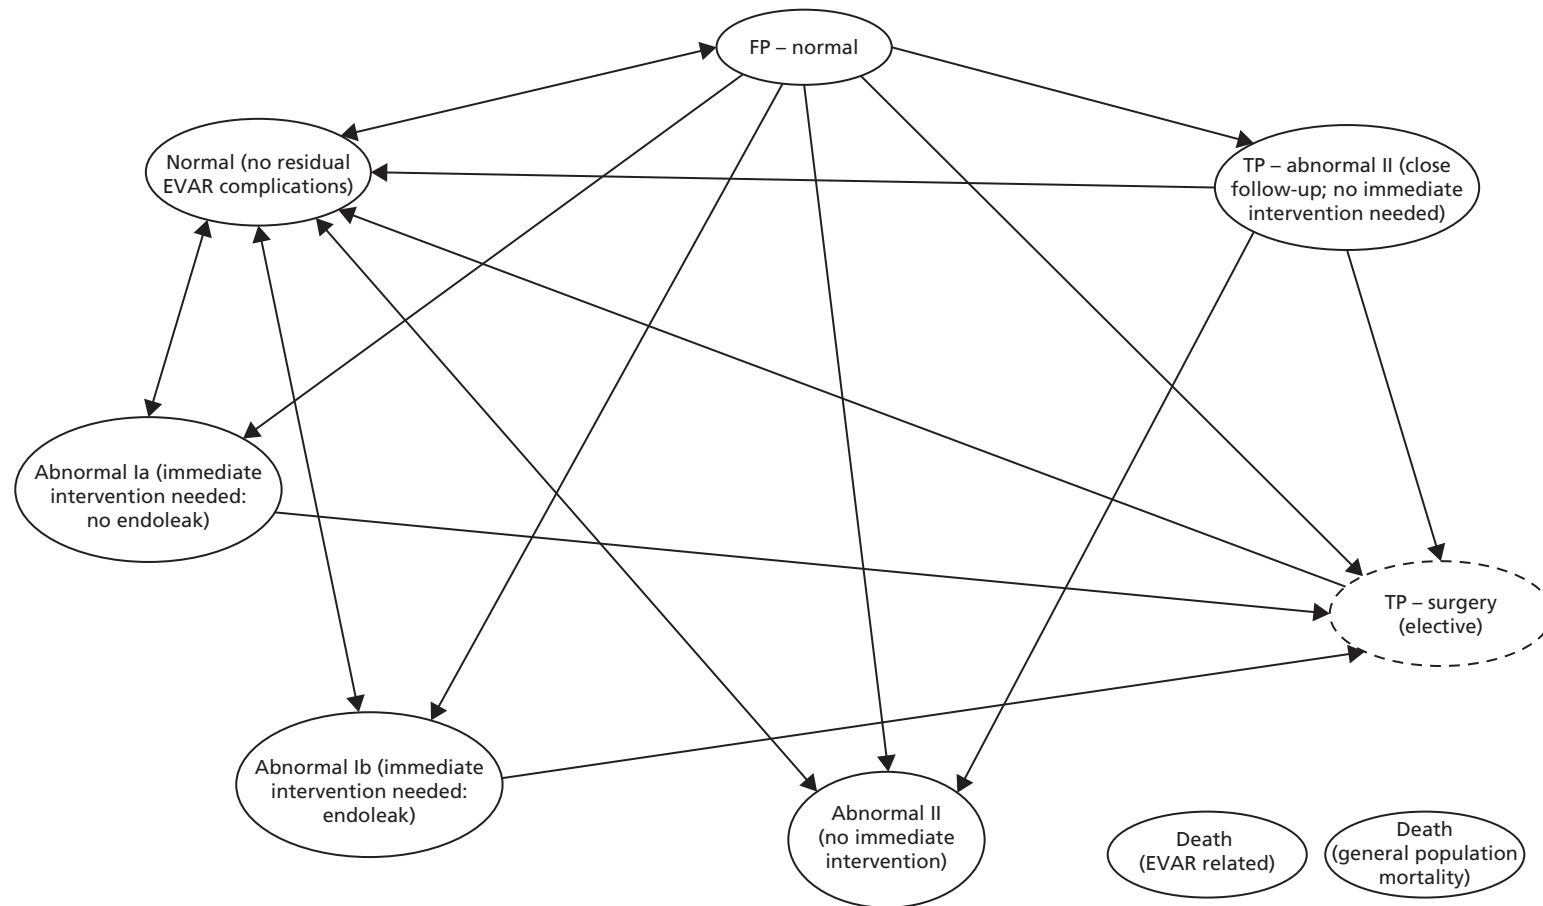 FP – normal
Normal (no residual
EVAR complications)
TP – abnormal II (close
follow-up; no immediate
intervention needed)
Abnormal Ia (immediate
intervention needed:
no endoleak)
TP – surgery
(elective)
Abnormal Ib (immediate
intervention needed:
endoleak)
Abnormal II
(no immediate
intervention)
Death
(EVAR related)
Death
(general population
mortality)